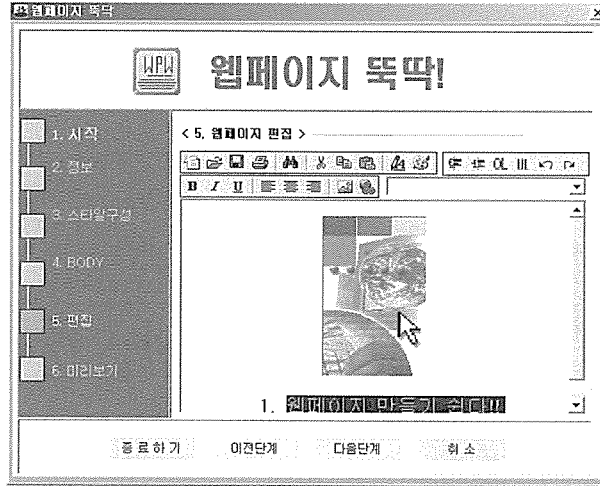 웹페이지 뚝딱
WPW 웹페이지 뚝딱!
1. 시작
2. 정보
3. 스타일구성
4. BODY
5. 편집
6. 미리보기
< 5. 웹페이지 편집 >
OL UL
B I U
1. 웹페이지 만들기 쉽다!!
종료하기 이전단계 다음단계 취소